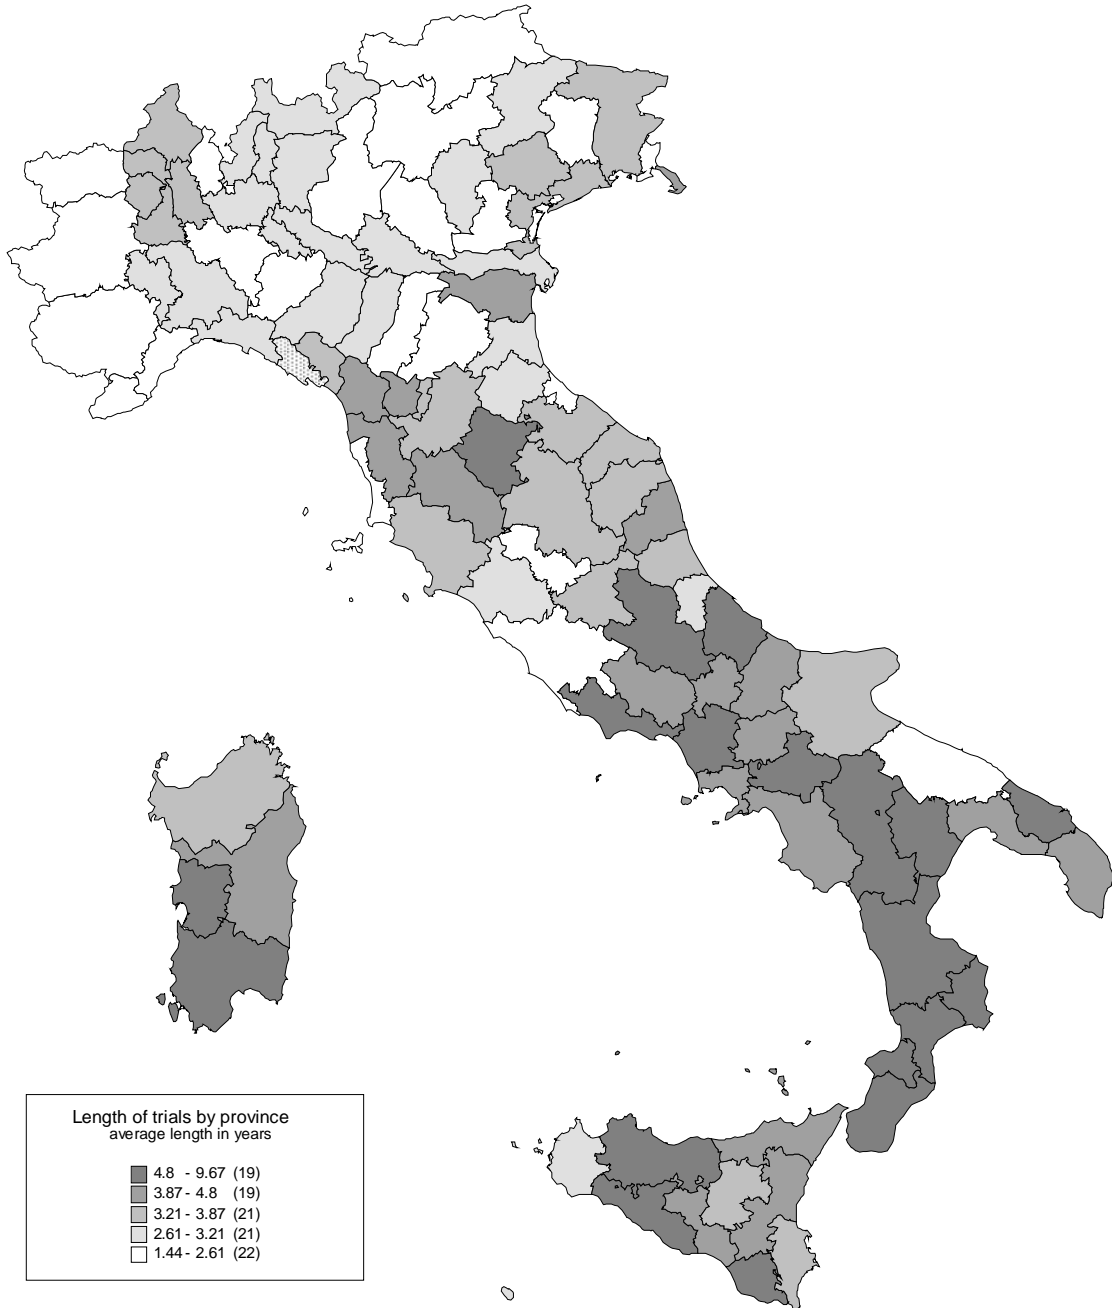 Length of trials by province
average length in years
4.8 - 9.67 (19)
3.87 - 4.8 (19)
3.21 - 3.87 (21)
2.61 - 3.21 (21)
1.44 - 2.61 (22)